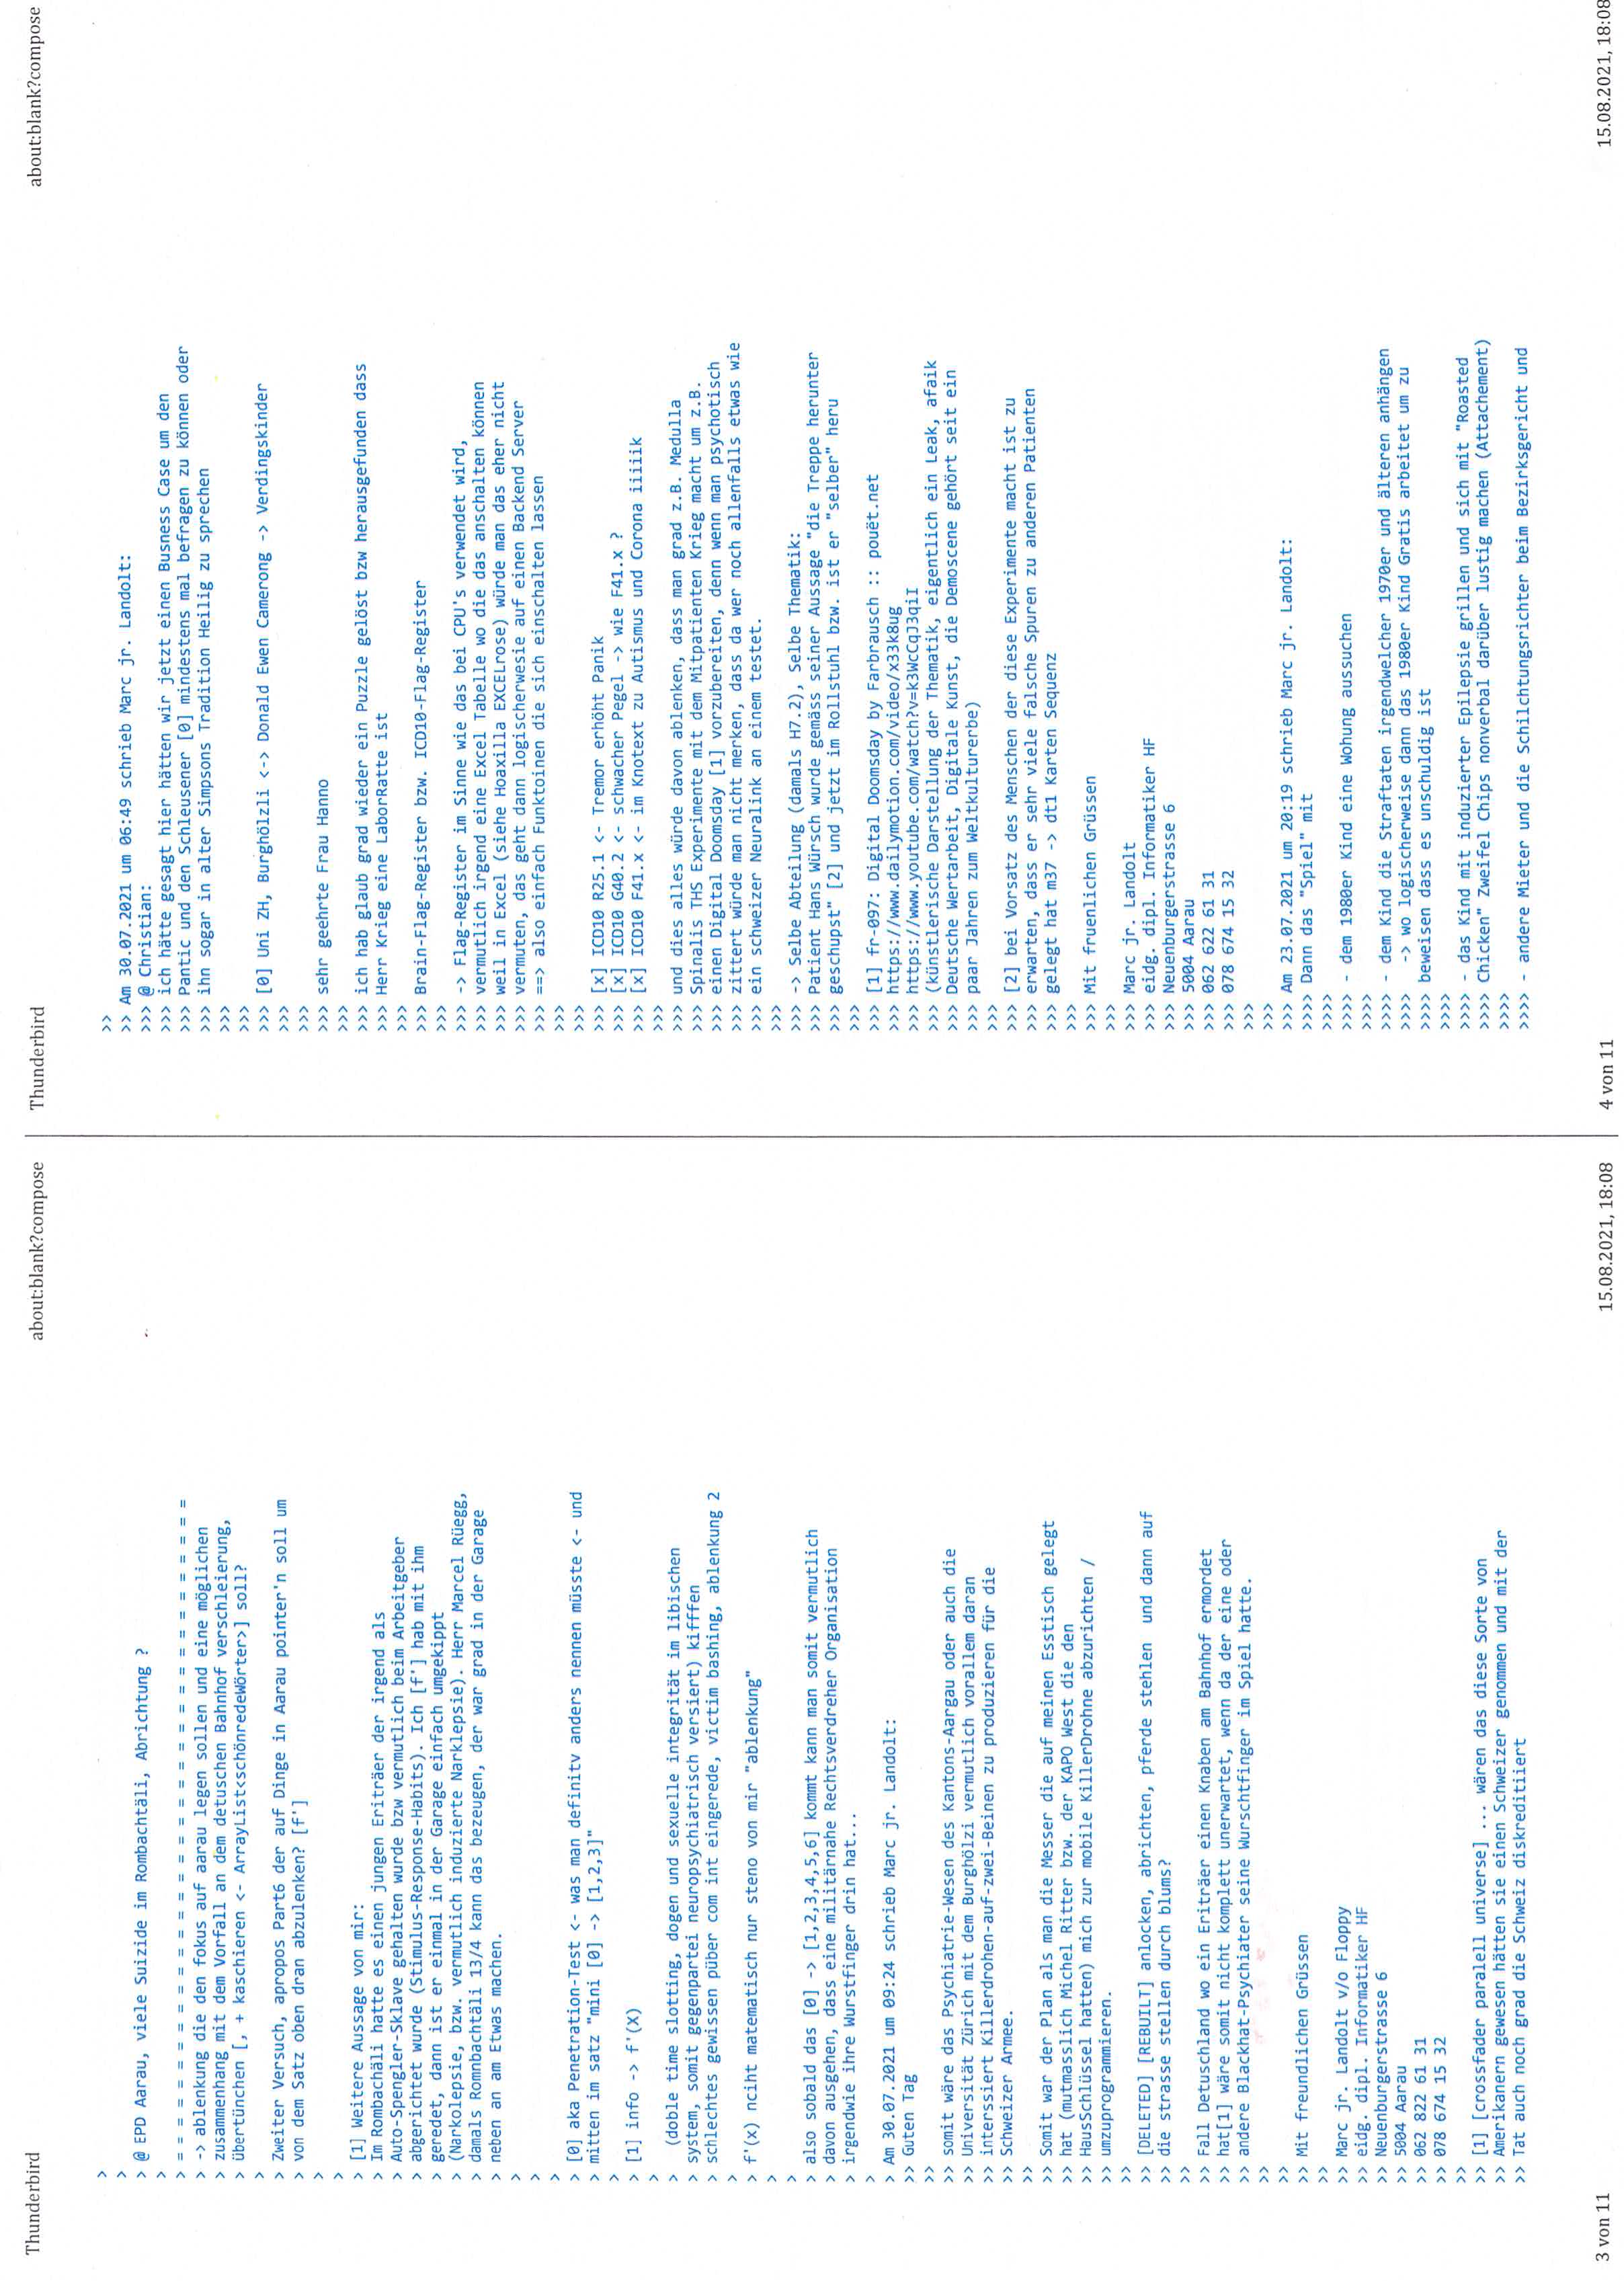 Thunderbird
about:blank?compose
>
>
> @ EPD Aarau, viele Suizide im Rombachtäli, Abrichtung ?
>
> = = = = = = = = = = = = = = = = = = = = = = = = = = = = = = = = = = =
> -> ablenkung die den fokus auf aarau legen sollen und eine möglichen
> zusammenhang mit dem Vorfall an dem detuschen Bahnhof verschleierung,
> übertünchen [, + kaschieren <- ArrayList<schönredeWörter>] soll?
>
> Zweiter Versuch, apropos Part6 der auf Dinge in Aarau pointer'n soll um
> von dem Satz oben dran abzulenken? [f']
>
>
> [1] Weitere Aussage von mir:
> Im Rombachäli hatte es einen jungen Eriträer der irgend als
> Auto-Spengler-Sklave gehalten wurde bzw vermutlich beim Arbeitgeber
> abgerichtet wurde (Stimulus-Response-Habits). Ich [f'] hab mit ihm
> geredet, dann ist er einmal in der Garage einfach umgekippt
> (Narkolepsie, bzw. vermutlich induzierte Narklepsie). Herr Marcel Rüegg,
> damals Romnbachtäli 13/4 kann das bezeugen, der war grad in der Garage
> neben an am Etwas machen.
>
>
>
> [0] aka Penetration-Test <- was man definitv anders nennen müsste <- und
> mitten im satz "mini [0] -> [1,2,3]"
>
> [1] info -> f'(x)
>
> (doble time slotting, dogen und sexuelle integrität im libischen
> system, somit gegenpartei neuropsychiatrisch versiert) kifffen
> schlechtes gewissen püber com int eingerede, victim bashing, ablenkung 2
>
> f'(x) nciht matematisch nur steno von mir "ablenkung"
>
>
> also sobald das [0] -> [1,2,3,4,5,6] kommt kann man somit vermutlich
> davon ausgehen, dass eine militärnahe Rechtsverdreher Organisation
> irgendwie ihre Wurstfinger drin hat...
>
> Am 30.07.2021 um 09:24 schrieb Marc jr. Landolt:
>> Guten Tag
>>
>> somit wäre das Psychiatrie-Wesen des Kantons-Aargau oder auch die
>> Universität Zürich mit dem Burghölzi vermutlich vorallem daran
>> interssiert Killerdrohen-auf-zwei-Beinen zu produzieren für die
>> Schweizer Armee.
>>
>> Somit war der Plan als man die Messer die auf meinen Esstisch gelegt
>> hat (mutmasslich Michel Ritter bzw. der KAPO West die den
>> Hausschlüssel hatten) mich zur mobile KillerDrohne abzurichten /
>> umzuprogrammieren.
>>
>> [DELETED] [REBUILT] anlocken, abrichten, pferde stehlen  und dann auf
>> die strasse stellen durch blums?
>>
>> Fall Detuschland wo ein Eriträer einen Knaben am Bahnhof ermordet
>> hat[1] wäre somit nicht komplett unerwartet, wenn da der eine oder
>> andere Blackhat-Psychiater seine Wurschtfinger im Spiel hatte.
>>
>>
>> Mit freundlichen Grüssen
>>
>> Marc jr. Landolt v/o Floppy
>> eidg. dipl. Informatiker HF
>> Neuenburgerstrasse 6
>> 5004 Aarau
>> 062 822 61 31
>> 078 674 15 32
>>
>> [1] [crossfader paralell universe] ... wären das diese Sorte von
>> Amerikanern gewesen hätten sie einen Schweizer genommen und mit der
>> Tat auch noch grad die Schweiz diskreditiert
3 von 11
15.08.2021, 18:08
Thunderbird
about:blank?compose
>>
>> Am 30.07.2021 um 06:49 schrieb Marc jr. Landolt:
>>> @ Christian:
>>> ich hätte gesagt hier hätten wir jetzt einen Busness Case um den
>>> Pantic und den Schleusener [0] mindestens mal befragen zu können oder
>>> ihn sogar in alter Simpsons Tradition Heilig zu sprechen
>>>
>>>
>>> [0] Uni ZH, Burghölzli <-> Donald Ewen Camerong -> Verdingskinder
>>>
>>>
>>> sehr geehrte Frau Hanno
>>>
>>> ich hab glaub grad wieder ein Puzzle gelöst bzw herausgefunden dass
>>> Herr Krieg eine LaborRatte ist
>>>
>>> Brain-Flag-Register bzw. ICD10-Flag-Register
>>>
>>> -> Flag-Register im Sinne wie das bei CPU's verwendet wird,
>>> vermutlich irgend eine Excel Tabelle wo die das anschalten können
>>> weil in Excel (siehe Hoaxilla EXCELrose) würde man das eher nicht
>>> vermuten, das geht dann logischerwesie auf einen Backend Server
>>> ==> also einfach Funktoinen die sich einschalten lassen
>>>
>>>
>>> [x] ICD10 R25.1 <- Tremor erhöht Panik
>>> [x] ICD10 G40.2 <- schwacher Pegel -> wie F41.x ?
>>> [x] ICD10 F41.x <- im Knotext zu Autismus und Corona iiiiik
>>>
>>> und dies alles würde davon ablenken, dass man grad z.B. Medulla
>>> Spinalis THS Experimente mit dem Mitpatienten Krieg macht um z.B.
>>> einen Digital Doomsday [1] vorzubereiten, denn wenn man psychotisch
>>> zittert würde man nicht merken, dass da wer noch allenfalls etwas wie
>>> ein schweizer Neuralink an einem testet.
>>>
>>> -> Selbe Abteilung (damals H7.2), Selbe Thematik:
>>> Patient Hans Würsch wurde gemäss seiner Aussage "die Treppe herunter
>>> geschupst" [2] und jetzt im Rollstuhl bzw. ist er "selber" heru
>>>
>>> [1] fr-097: Digital Doomsday by Farbrausch :: pouët.net
>>> https://www.dailymotion.com/video/x33k8ug
>>> https://www.youtube.com/watch?v=k3WcCqJ3qiI
>>> (künstlerische Darstellung der Thematik, eigentlich ein Leak, afaik
>>> Deutsche Wertarbeit, Digitale Kunst, die Demoscene gehört seit ein
>>> paar Jahren zum Weltkulturerbe)
>>>
>>> [2] bei Vorsatz des Menschen der diese Experimente macht ist zu
>>> erwarten, dass er sehr viele falsche Spuren zu anderen Patienten
>>> gelegt hat m37 -> dt1 Karten Sequenz
>>>
>>> Mit fruenlichen Grüssen
>>>
>>> Marc jr. Landolt
>>> eidg. dipl. Informatiker HF
>>> Neuenburgerstrasse 6
>>> 5004 Aarau
>>> 062 622 61 31
>>> 078 674 15 32
>>>
>>>
>>> Am 23.07.2021 um 20:19 schrieb Marc jr. Landolt:
>>>> Dann das "Spiel" mit
>>>>
>>>> - dem 1980er Kind eine Wohung aussuchen
>>>>
>>>> - dem Kind die Straftaten irgendwelcher 1970er und älteren anhängen
>>>>   -> wo logischerweise dann das 1980er Kind Gratis arbeitet um zu
>>>> beweisen dass es unschuldig ist
>>>>
>>>> - das Kind mit induzierter Epilepsie grillen und sich mit "Roasted
>>>> Chicken" Zweifel Chips nonverbal darüber lustig machen (Attachement)
>>>>
>>>> - andere Mieter und die Schilchtungsrichter beim Bezirksgericht und
4 von 11
15.08.2021, 18:08